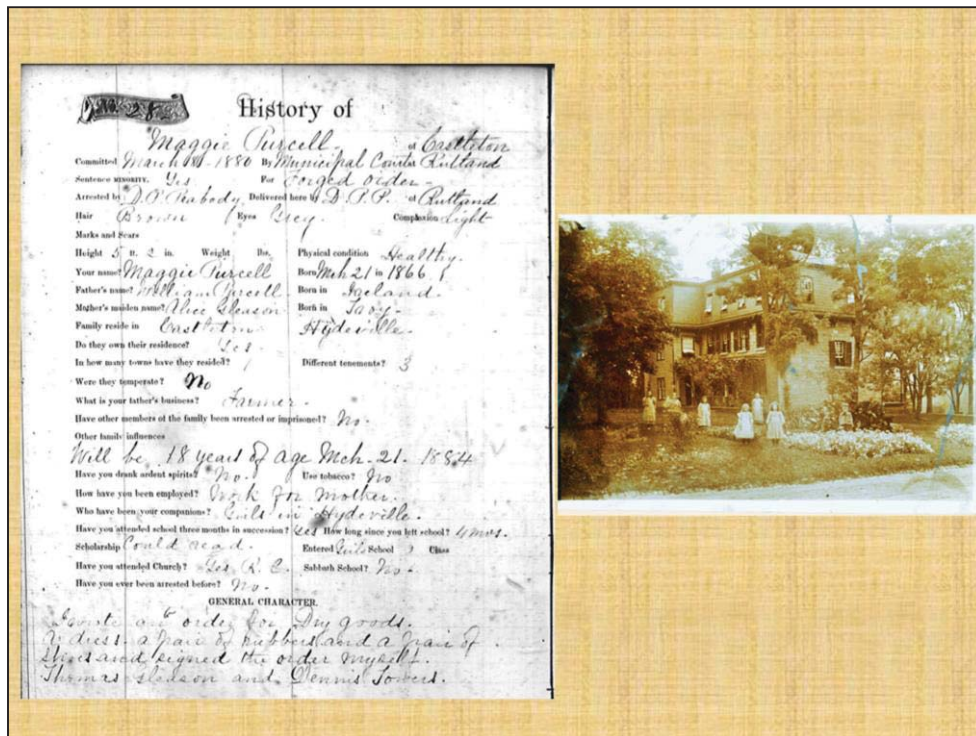 No. 282
History of
Maggie Purcell of Castleton
Committed March 1880 By Municipal Court at Rutland
Sentence MINORITY. Yes For Forged order
Arrested by D.P. Peabody Delivered here by D.P.P. of Rutland
Hair Brown Eyes Grey Complexion Light
Marks and Scars
Height 5 ft. 2 in. Weight lbs. Physical condition Healthy.
Your name? Maggie Purcell Born Mch 21 in 1866
Father's name? William Purcell Born in Ireland.
Mother's maiden name? Alice Gleason Born in
Family reside in Castleton Hydeville.
Do they own their residence? Yes.
In how many towns have they resided? 1 Different tenements? 3
Were they temperate? No
What is your father's business? Farmer.
Have other members of the family been arrested or imprisoned? No.
Other family influences
Will be 18 years of age Mch. 21. 1884
Have you drank ardent spirits? No. Use tobacco? No
How have you been employed? Work for Mother.
Who have been your companions? Girls in Hydeville.
Have you attended school three months in succession? Yes How long since you left school? 4 mos.
Scholarship Could read. Entered Girls School Class
Have you attended Church? Yes R. C. Sabbath School? No.
Have you ever been arrested before? No.
GENERAL CHARACTER.
I wrote an order for Dry goods.
A dress a pair of rubbers and a pair of
shoes and signed the order myself.
Thomas Gleason and Dennis Towers.